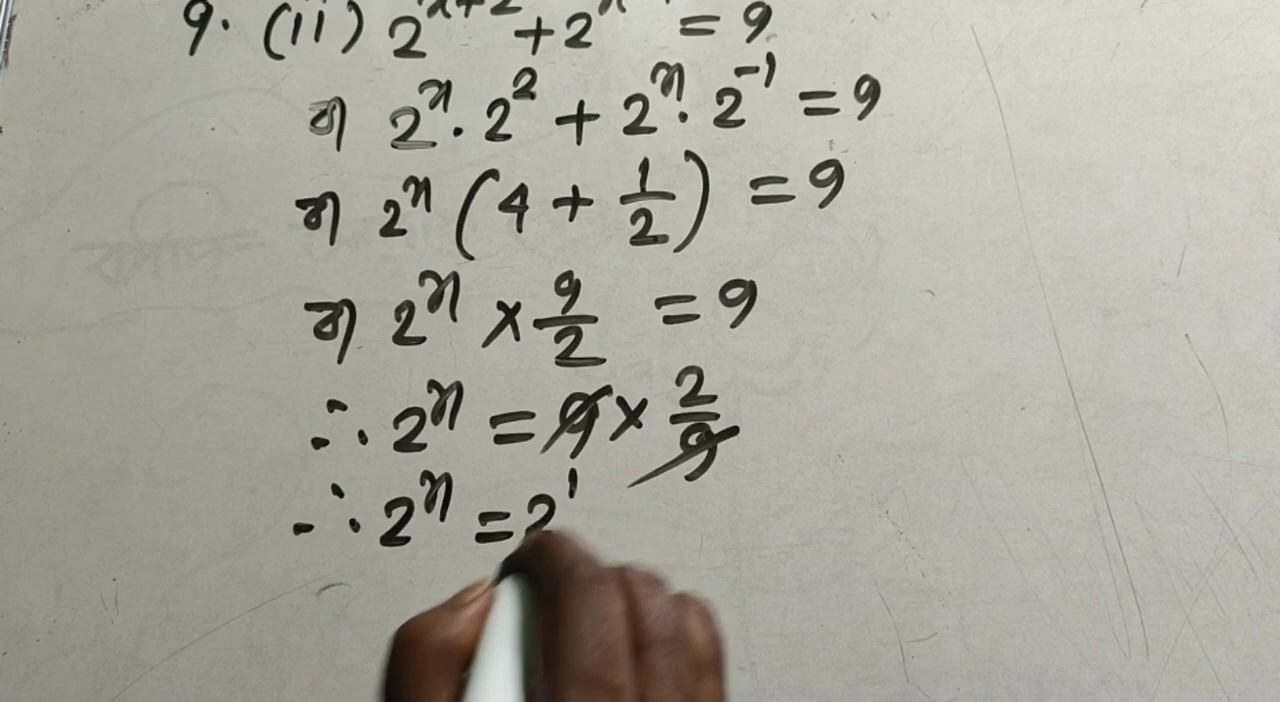 9. (ii) 2^{x+2} + 2^{x} = 9
বা 2^x . 2^2 + 2^x . 2^{-1} = 9
বা 2^x (4 + 1/2) = 9
বা 2^x × 9/2 = 9
∴ 2^x = 9 × 2/9
∴ 2^x = 2^1